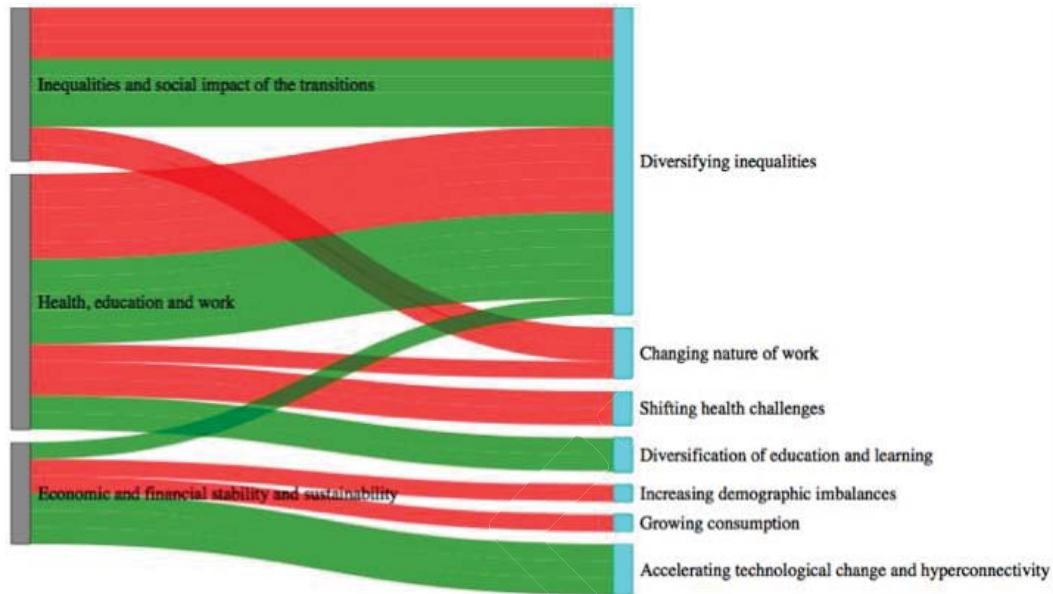 Inequalities and social impact of the transitions
Diversifying inequalities
Health, education and work
Changing nature of work
Shifting health challenges
Diversification of education and learning
Economic and financial stability and sustainability
Increasing demographic imbalances
Growing consumption
Accelerating technological change and hyperconnectivity